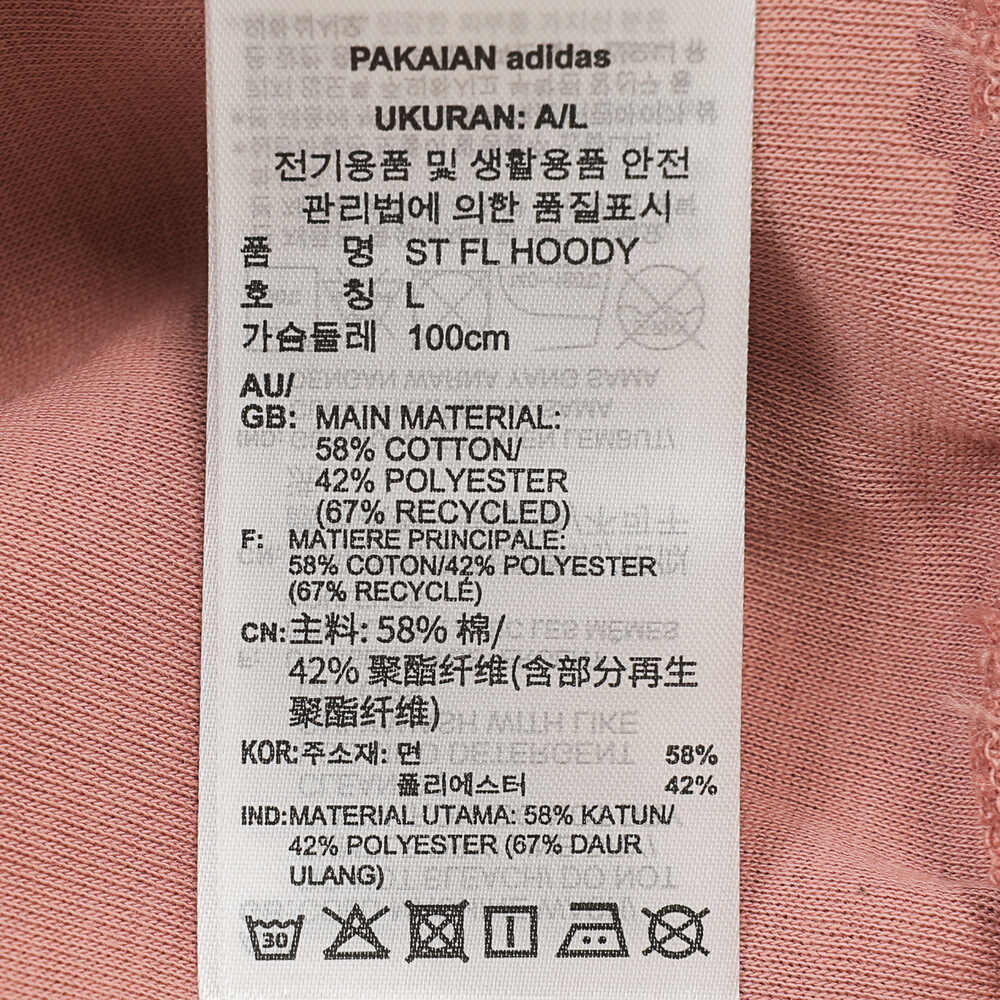 PAKAIAN adidas
UKURAN: A/L
전기용품 및 생활용품 안전
관리법에 의한 품질표시
품 명 ST FL HOODY
호 칭 L
가슴둘레 100cm
AU/
GB: MAIN MATERIAL:
58% COTTON/
42% POLYESTER
(67% RECYCLED)
F: MATIERE PRINCIPALE:
58% COTON/42% POLYESTER
(67% RECYCLÉ)
CN: 主料: 58% 棉/
42% 聚酯纤维(含部分再生
聚酯纤维)
KOR: 주소재: 면 58%
폴리에스터 42%
IND: MATERIAL UTAMA: 58% KATUN/
42% POLYESTER (67% DAUR
ULANG)
30